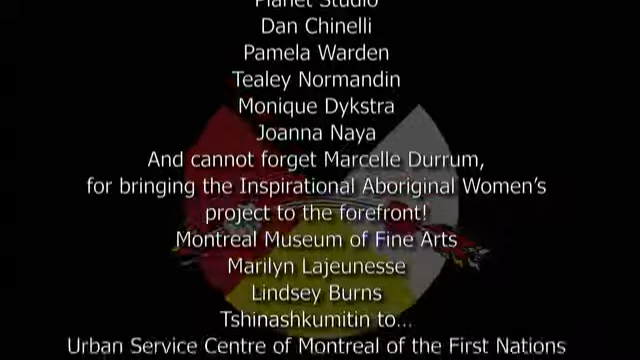 Planet Studio
Dan Chinelli
Pamela Warden
Tealey Normandin
Monique Dykstra
Joanna Naya
And cannot forget Marcelle Durrum,
for bringing the Inspirational Aboriginal Women's
project to the forefront!
Montreal Museum of Fine Arts
Marilyn Lajeunesse
Lindsey Burns
Tshinashkumitin to...
Urban Service Centre of Montreal of the First Nations